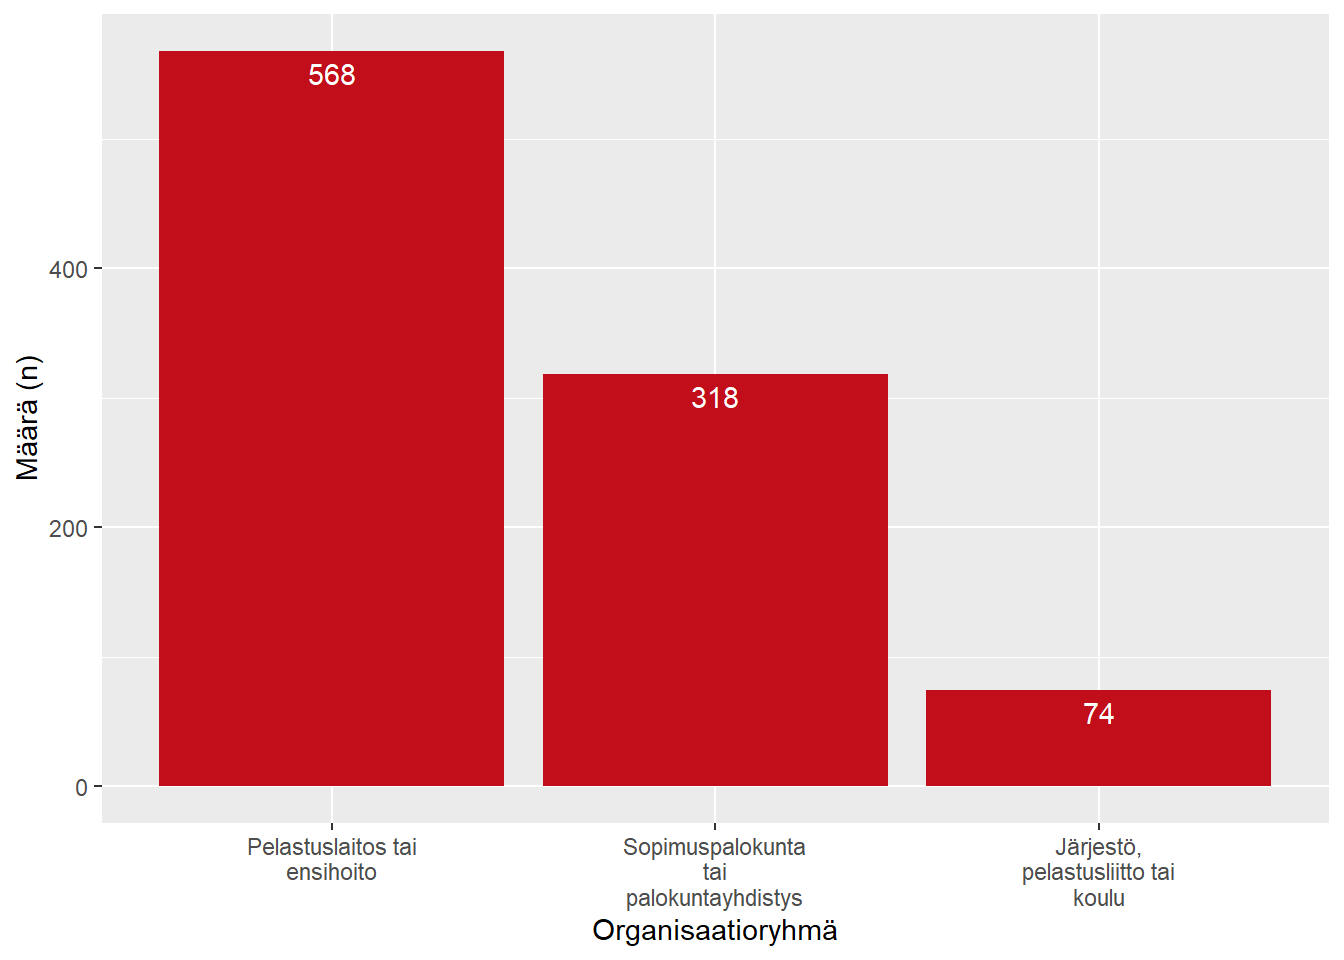 568
318
74
400
200
0
Määrä (n)
Pelastuslaitos tai
ensihoito
Sopimuspalokunta
tai
palokuntayhdistys
Järjestö,
pelastusliitto tai
koulu
Organisaatioryhmä